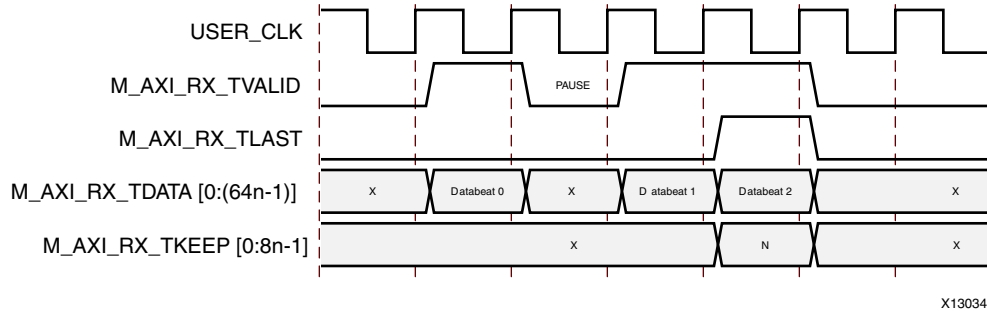 USER_CLK
M_AXI_RX_TVALID PAUSE
M_AXI_RX_TLAST
M_AXI_RX_TDATA [0:(64n-1)] X Databeat 0 X D atabeat 1 Databeat 2 X
M_AXI_RX_TKEEP [0:8n-1] X N X
X13034